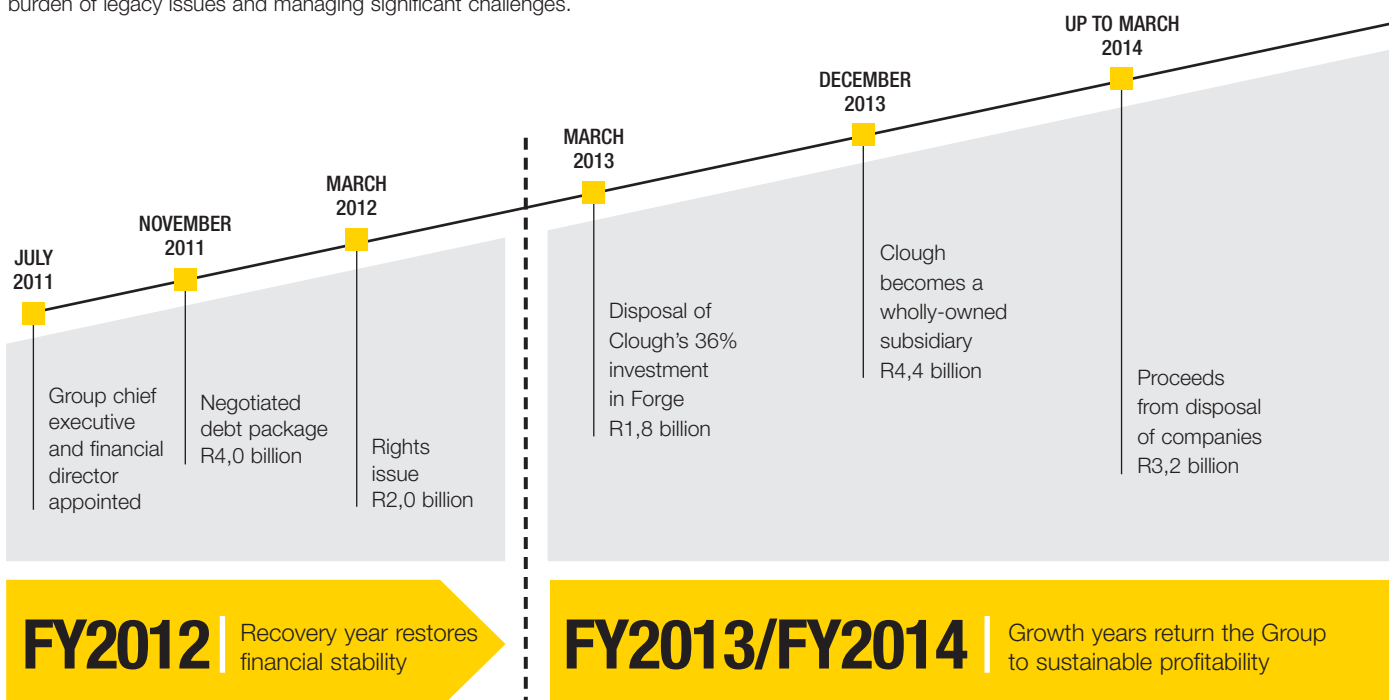 burden of legacy issues and managing significant challenges.
JULY
2011
Group chief
executive
and financial
director
appointed
NOVEMBER
2011
Negotiated
debt package
R4,0 billion
MARCH
2012
Rights
issue
R2,0 billion
MARCH
2013
Disposal of
Clough's 36%
investment
in Forge
R1,8 billion
DECEMBER
2013
Clough
becomes a
wholly-owned
subsidiary
R4,4 billion
UP TO MARCH
2014
Proceeds
from disposal
of companies
R3,2 billion
FY2012
Recovery year restores
financial stability
FY2013/FY2014
Growth years return the Group
to sustainable profitability